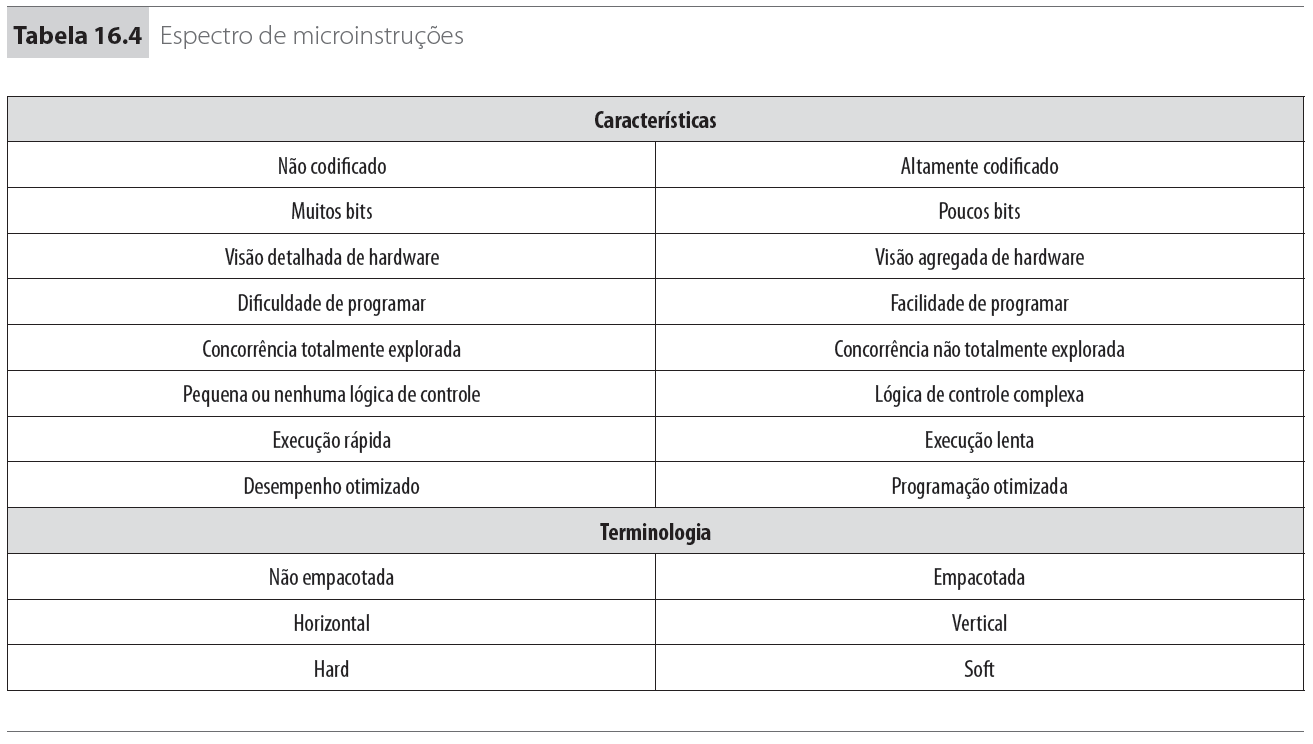 Tabela 16.4 Espectro de microinstruções
Características
Não codificado Altamente codificado
Muitos bits Poucos bits
Visão detalhada de hardware Visão agregada de hardware
Dificuldade de programar Facilidade de programar
Concorrência totalmente explorada Concorrência não totalmente explorada
Pequena ou nenhuma lógica de controle Lógica de controle complexa
Execução rápida Execução lenta
Desempenho otimizado Programação otimizada
Terminologia
Não empacotada Empacotada
Horizontal Vertical
Hard Soft